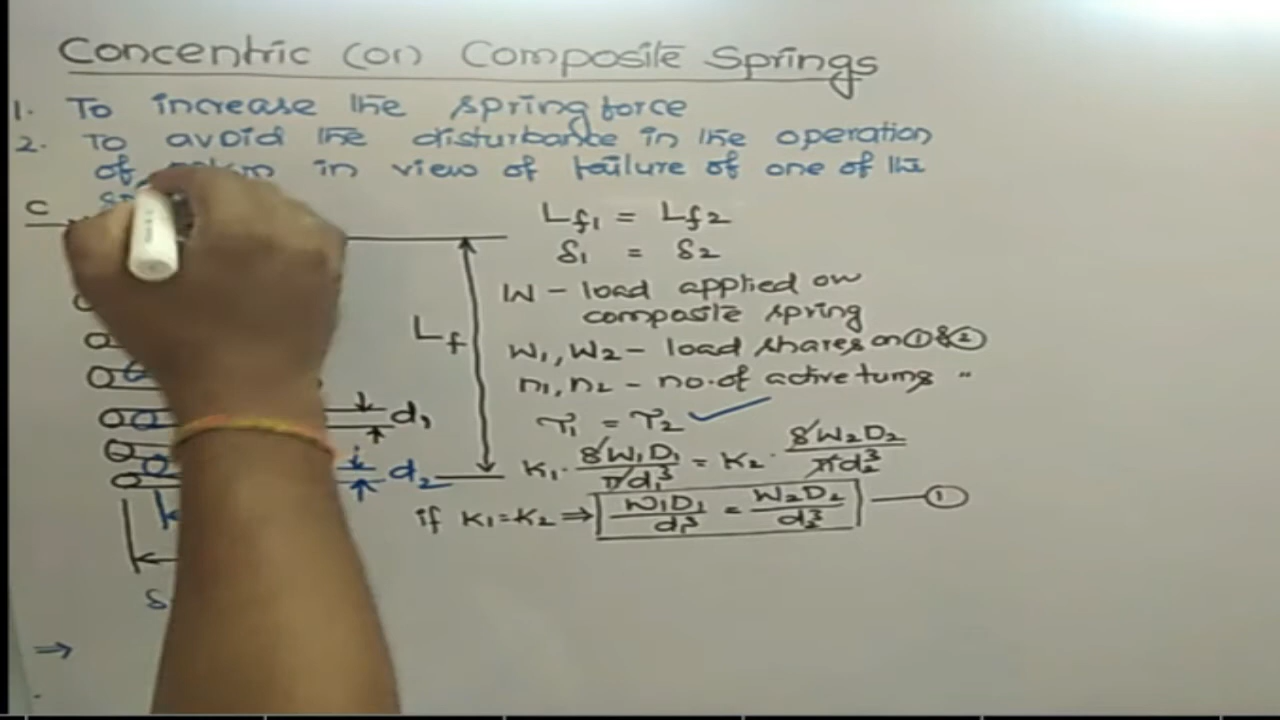 Concentric (or) Composite Springs
1. To increase the spring force
2. To avoid the disturbance in the operation
of in view of failure of one of the
C
Lf1 = Lf2
δ1 = δ2
W - load applied on
composite spring
Lf
W1, W2 - load shares on ① & ②
n1, n2 - no. of active turns "
d1
τ1 = τ2 ✓
K1 · 8W1D1/πd1³ = K2 · 8W2D2/πd2³
d2
if K1 = K2 ⇒ W1D1/d1³ = W2D2/d2³ — ①
δ
⇒